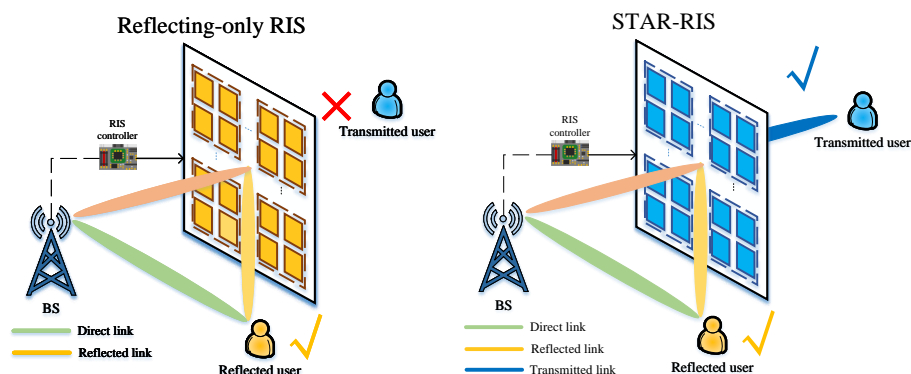 Reflecting-only RIS
RIS
controller
Transmitted user
BS
Direct link
Reflected link
Reflected user
STAR-RIS
RIS
controller
Transmitted user
BS
Direct link
Reflected link
Transmitted link
Reflected user